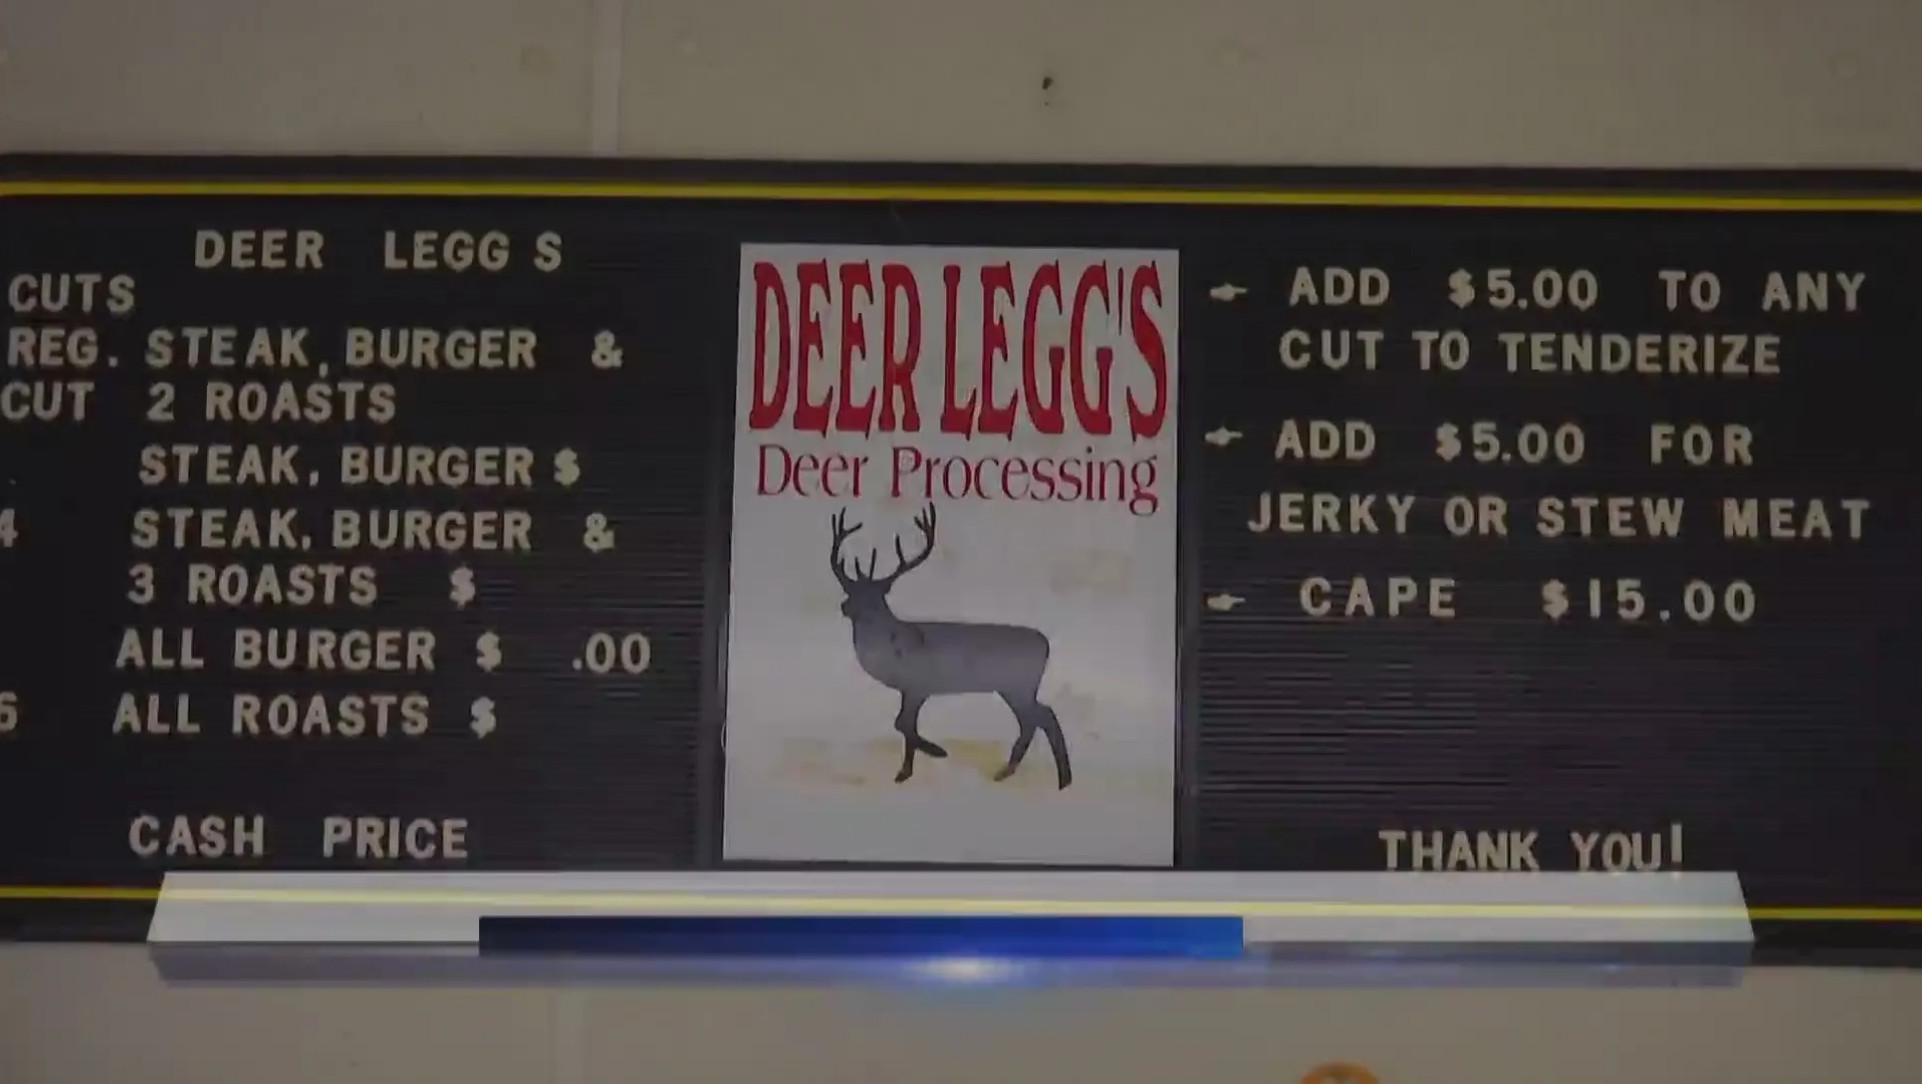 DEER LEGG S
CUTS
REG. STEAK, BURGER &
CUT 2 ROASTS
STEAK, BURGER $
4 STEAK, BURGER &
3 ROASTS $
ALL BURGER $ .00
6 ALL ROASTS $
CASH PRICE
DEER LEGG'S
Deer Processing
ADD $5.00 TO ANY
CUT TO TENDERIZE
ADD $5.00 FOR
JERKY OR STEW MEAT
CAPE $15.00
THANK YOU!